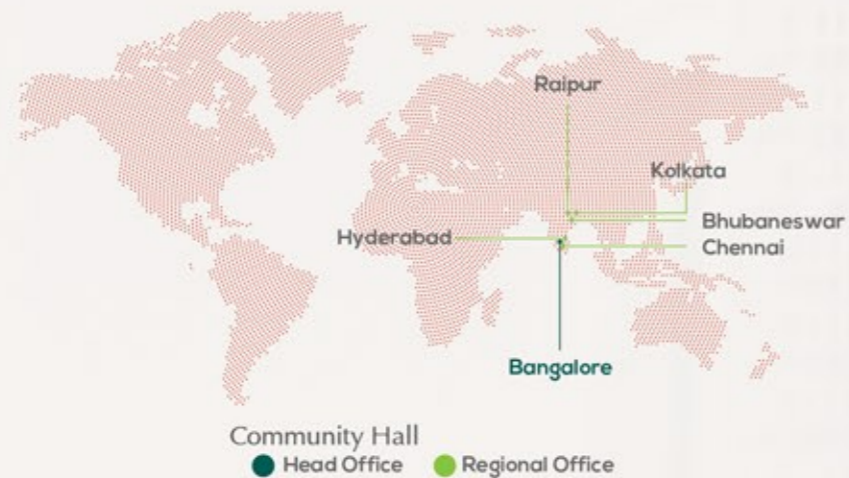 Raipur
Kolkata
Bhubaneswar
Hyderabad
Chennai
Bangalore
Community Hall
Head Office Regional Office